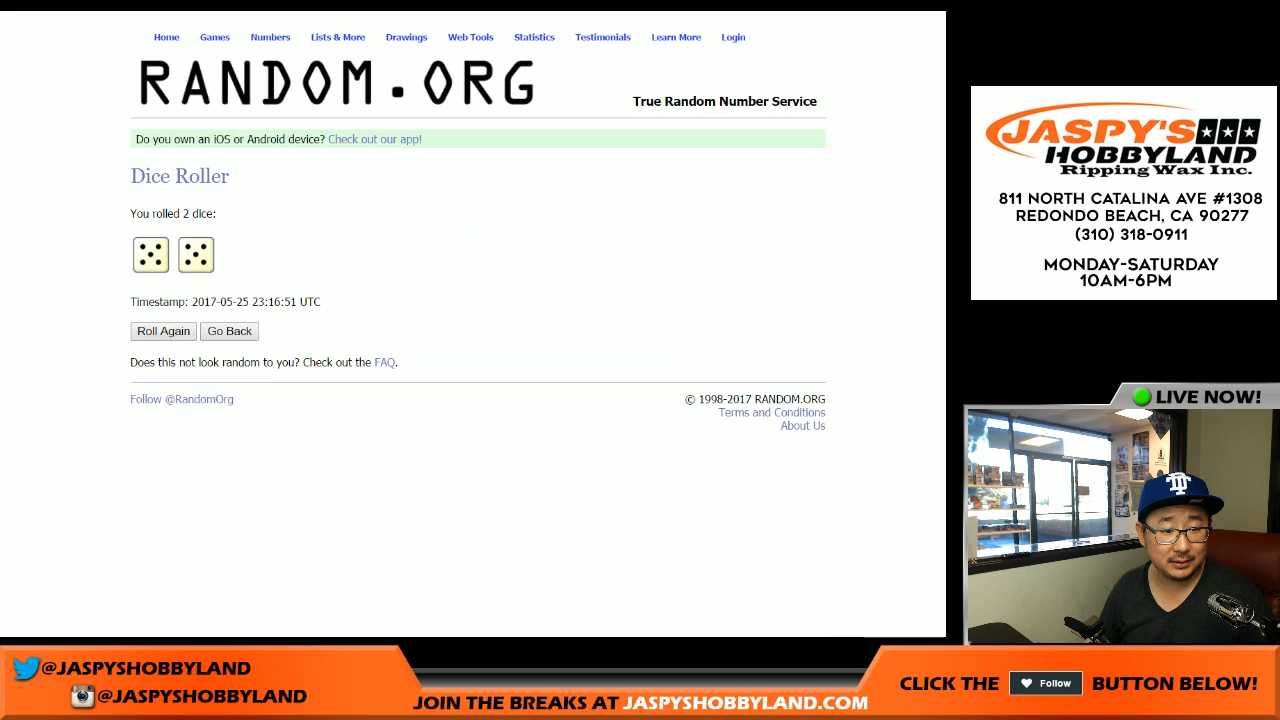 Home Games Numbers Lists & More Drawings Web Tools Statistics Testimonials Learn More Login
RANDOM.ORG
True Random Number Service
Do you own an iOS or Android device? Check out our app!
Dice Roller
You rolled 2 dice:
Timestamp: 2017-05-25 23:16:51 UTC
Roll Again Go Back
Does this not look random to you? Check out the FAQ.
Follow @RandomOrg
© 1998-2017 RANDOM.ORG
Terms and Conditions
About Us
JASPY'S
HOBBYLAND
Ripping Wax Inc.
811 NORTH CATALINA AVE #1308
REDONDO BEACH, CA 90277
(310) 318-0911
MONDAY-SATURDAY
10AM-6PM
LIVE NOW!
@JASPYSHOBBYLAND
@JASPYSHOBBYLAND
JOIN THE BREAKS AT JASPYSHOBBYLAND.COM
CLICK THE Follow BUTTON BELOW!